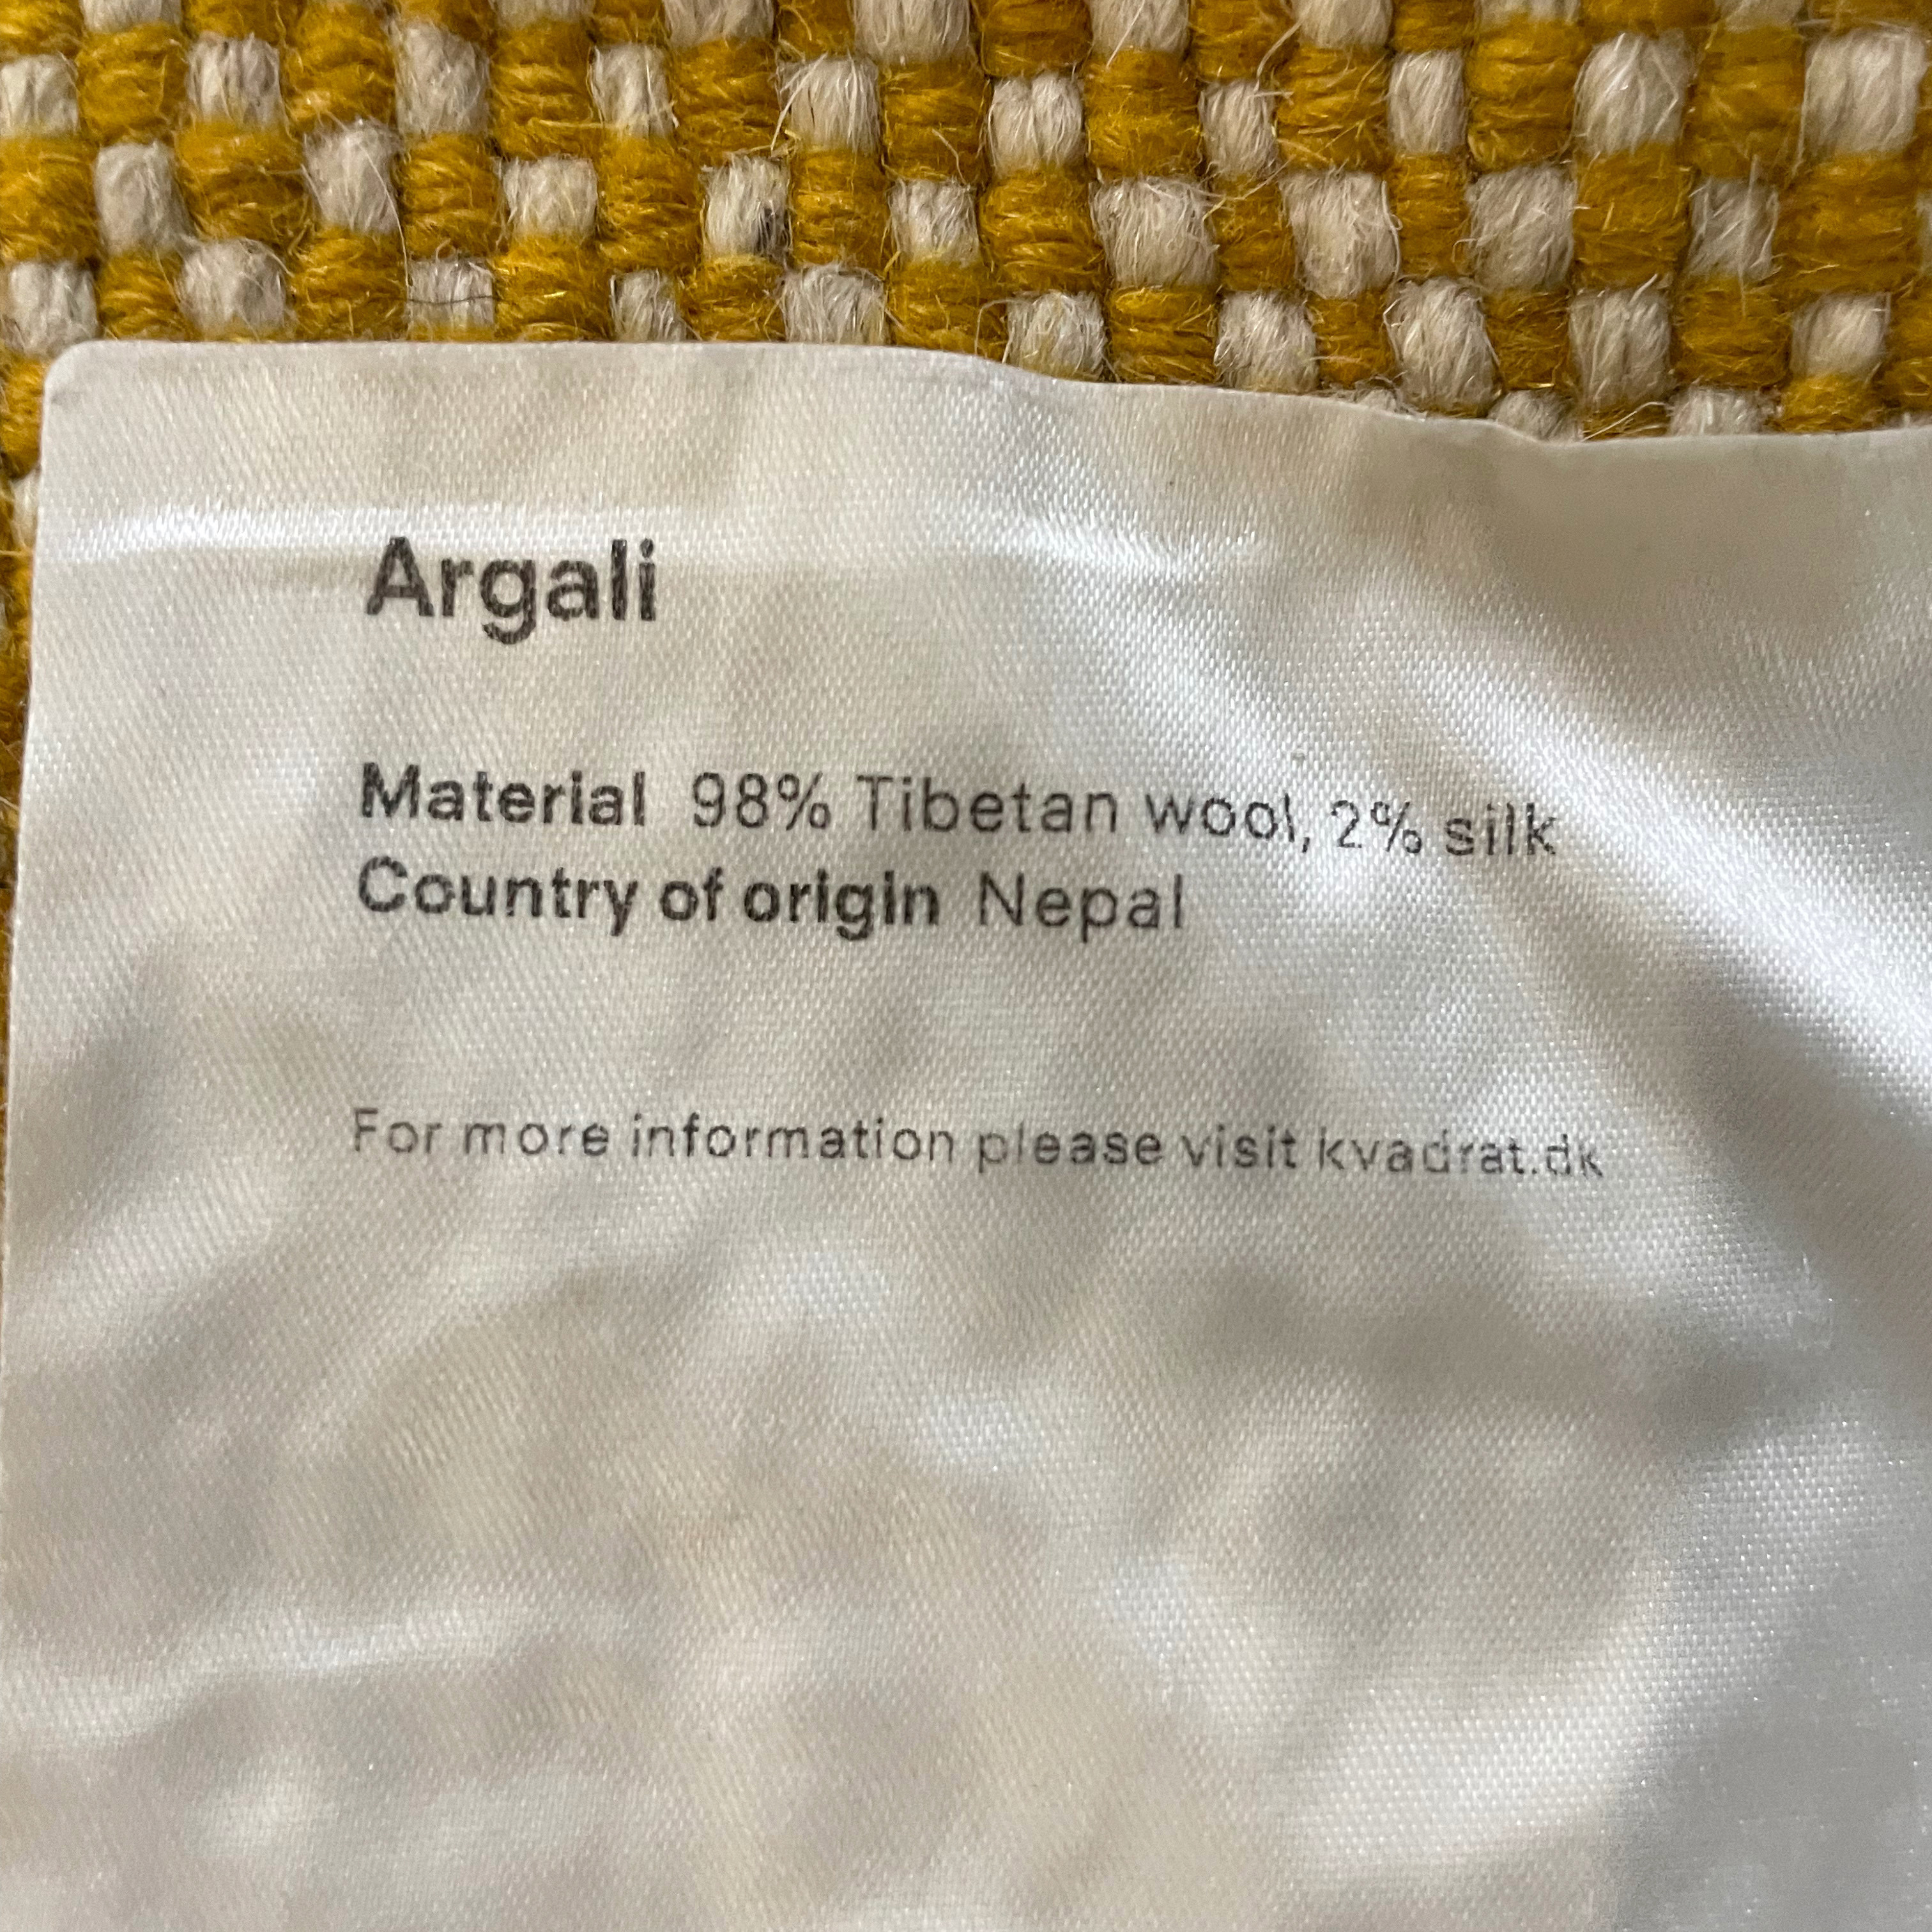 Argali
Material 98% Tibetan wool, 2% silk
Country of origin Nepal
For more information please visit kvadrat.dk